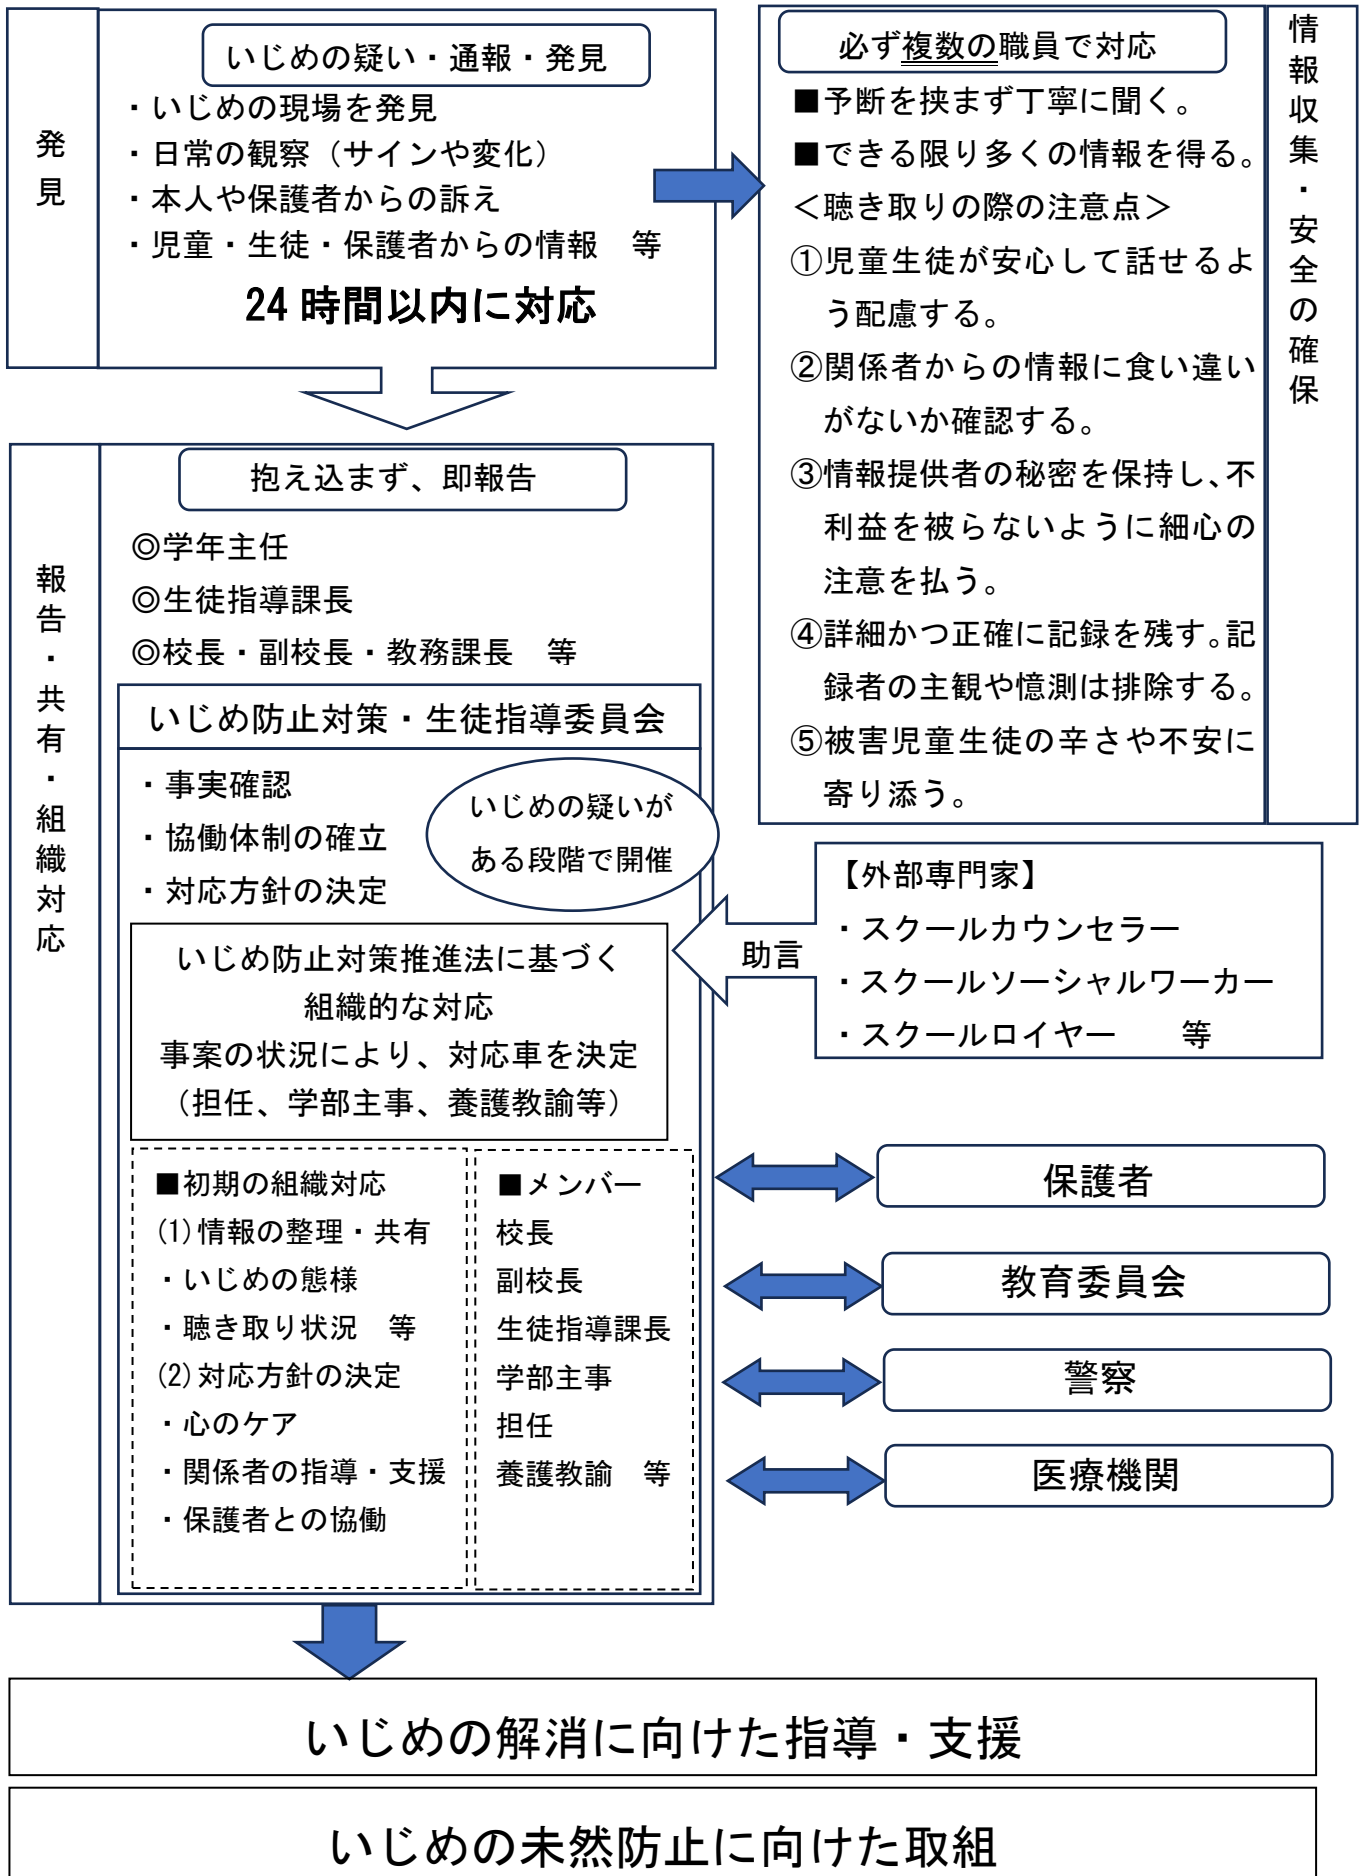 発見
いじめの疑い・通報・発見
・いじめの現場を発見
・日常の観察（サインや変化）
・本人や保護者からの訴え
・児童・生徒・保護者からの情報　等
24 時間以内に対応
情報収集・安全の確保
必ず複数の職員で対応
■予断を挟まず丁寧に聞く。
■できる限り多くの情報を得る。
＜聴き取りの際の注意点＞
①児童生徒が安心して話せるよ
う配慮する。
②関係者からの情報に食い違い
がないか確認する。
③情報提供者の秘密を保持し、不
利益を被らないように細心の
注意を払う。
④詳細かつ正確に記録を残す。記
録者の主観や憶測は排除する。
⑤被害児童生徒の辛さや不安に
寄り添う。
報告・共有・組織対応
抱え込まず、即報告
◎学年主任
◎生徒指導課長
◎校長・副校長・教務課長　等
いじめ防止対策・生徒指導委員会
・事実確認
・協働体制の確立
・対応方針の決定
いじめの疑いが
ある段階で開催
いじめ防止対策推進法に基づく
組織的な対応
事案の状況により、対応車を決定
（担任、学部主事、養護教諭等）
助言
【外部専門家】
・スクールカウンセラー
・スクールソーシャルワーカー
・スクールロイヤー　　等
■初期の組織対応
(1)情報の整理・共有
・いじめの態様
・聴き取り状況　等
(2)対応方針の決定
・心のケア
・関係者の指導・支援
・保護者との協働
■メンバー
校長
副校長
生徒指導課長
学部主事
担任
養護教諭　等
保護者
教育委員会
警察
医療機関
いじめの解消に向けた指導・支援
いじめの未然防止に向けた取組